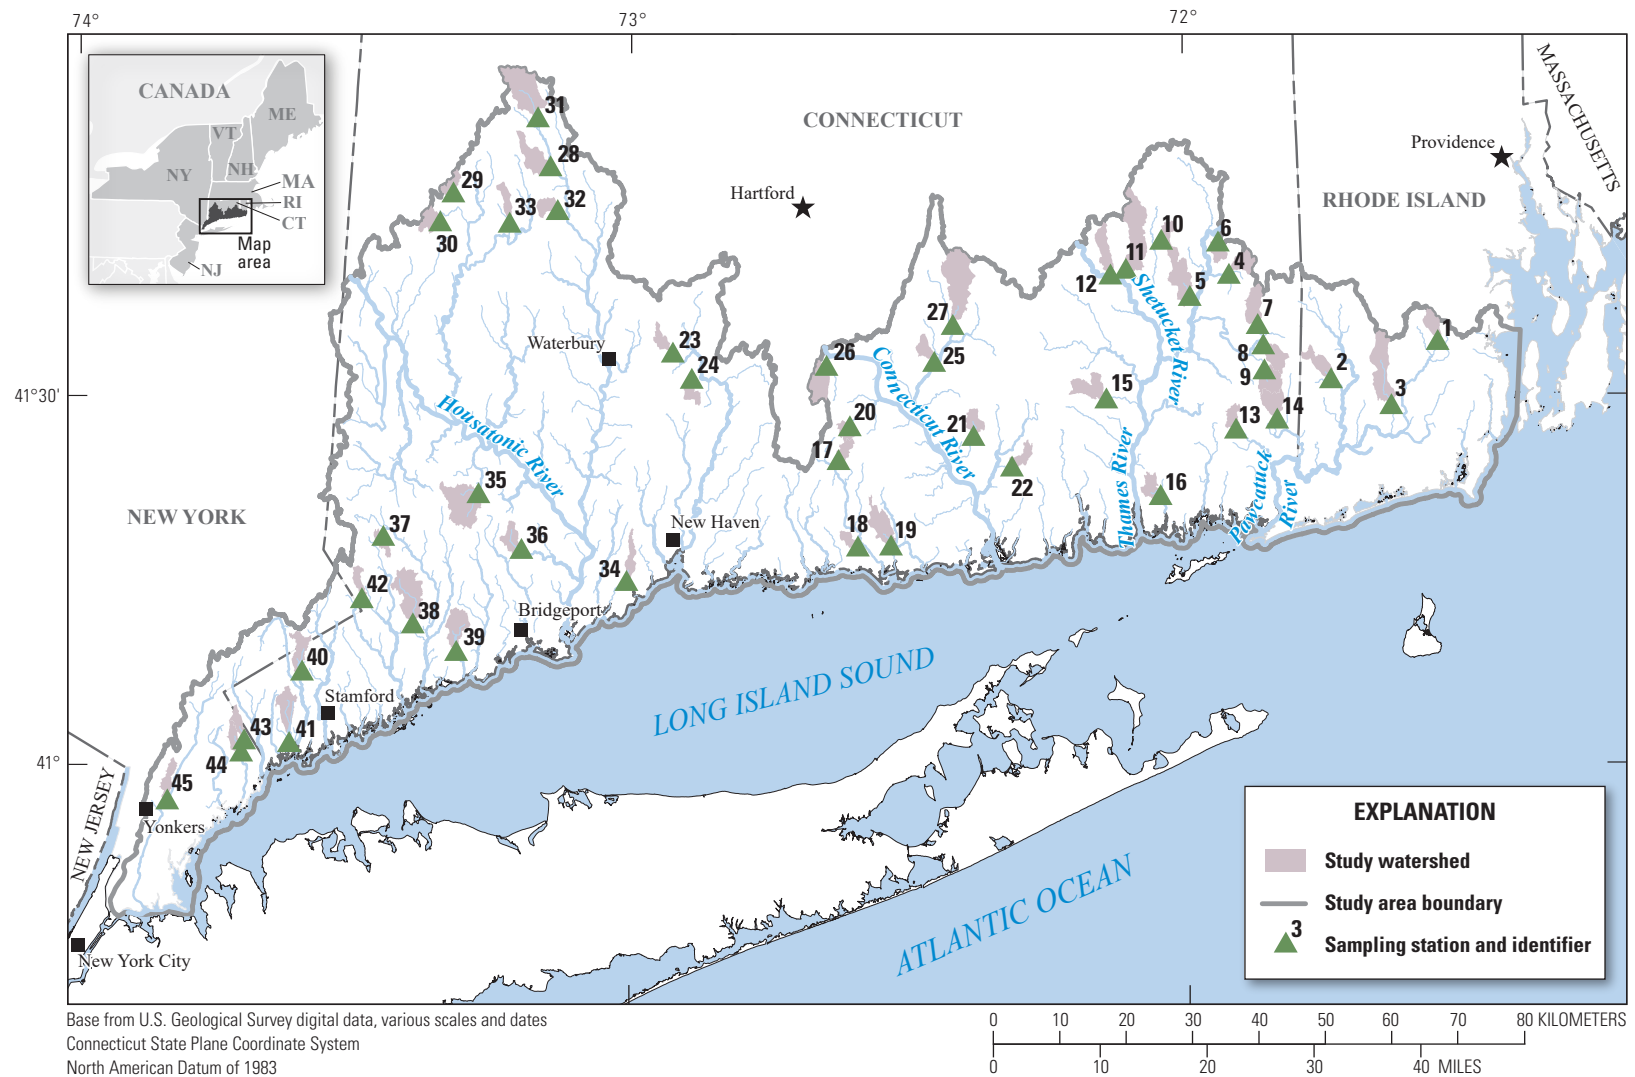 74°
73°
72°
CANADA
ME
VT
NH
NY
MA
RI
CT
NJ
Map
area
CONNECTICUT
MASSACHUSETTS
Providence
RHODE ISLAND
Hartford
31
28
29
32
33
30
10
6
11
4
12
5
Shetucket River
7
27
1
23
Waterbury
26
25
8
2
24
9
15
3
41°30'
Connecticut River
Housatonic River
20
21
13
14
17
22
Thames River
Pawcatuck
River
16
35
NEW YORK
37
36
New Haven
18
19
34
42
38
Bridgeport
39
40
LONG ISLAND SOUND
Stamford
43
41
44
41°
45
NEW JERSEY
Yonkers
ATLANTIC OCEAN
New York City
EXPLANATION
Study watershed
Study area boundary
3
Sampling station and identifier
Base from U.S. Geological Survey digital data, various scales and dates
Connecticut State Plane Coordinate System
North American Datum of 1983
0 10 20 30 40 50 60 70 80 KILOMETERS
0 10 20 30 40 MILES